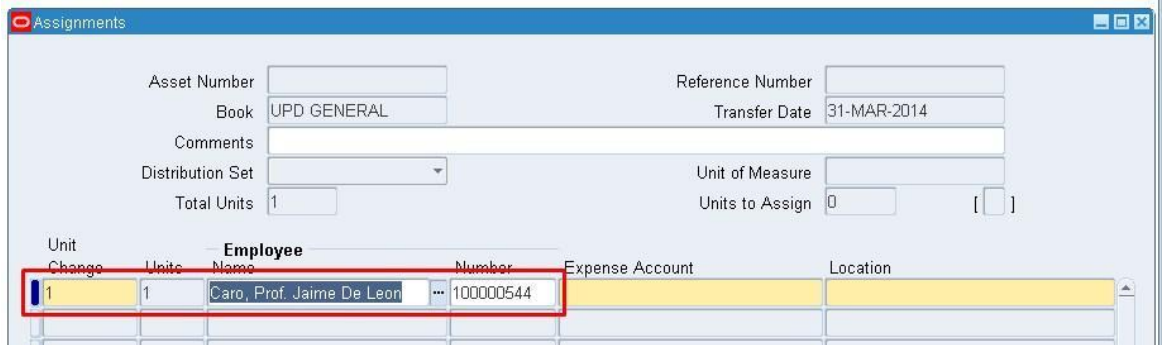 Assignments
Asset Number Reference Number
Book UPD GENERAL Transfer Date 31-MAR-2014
Comments
Distribution Set Unit of Measure
Total Units 1 Units to Assign 0 [ ]
Unit Employee
Change Units Name Number Expense Account Location
1 1 Caro, Prof. Jaime De Leon ... 100000544